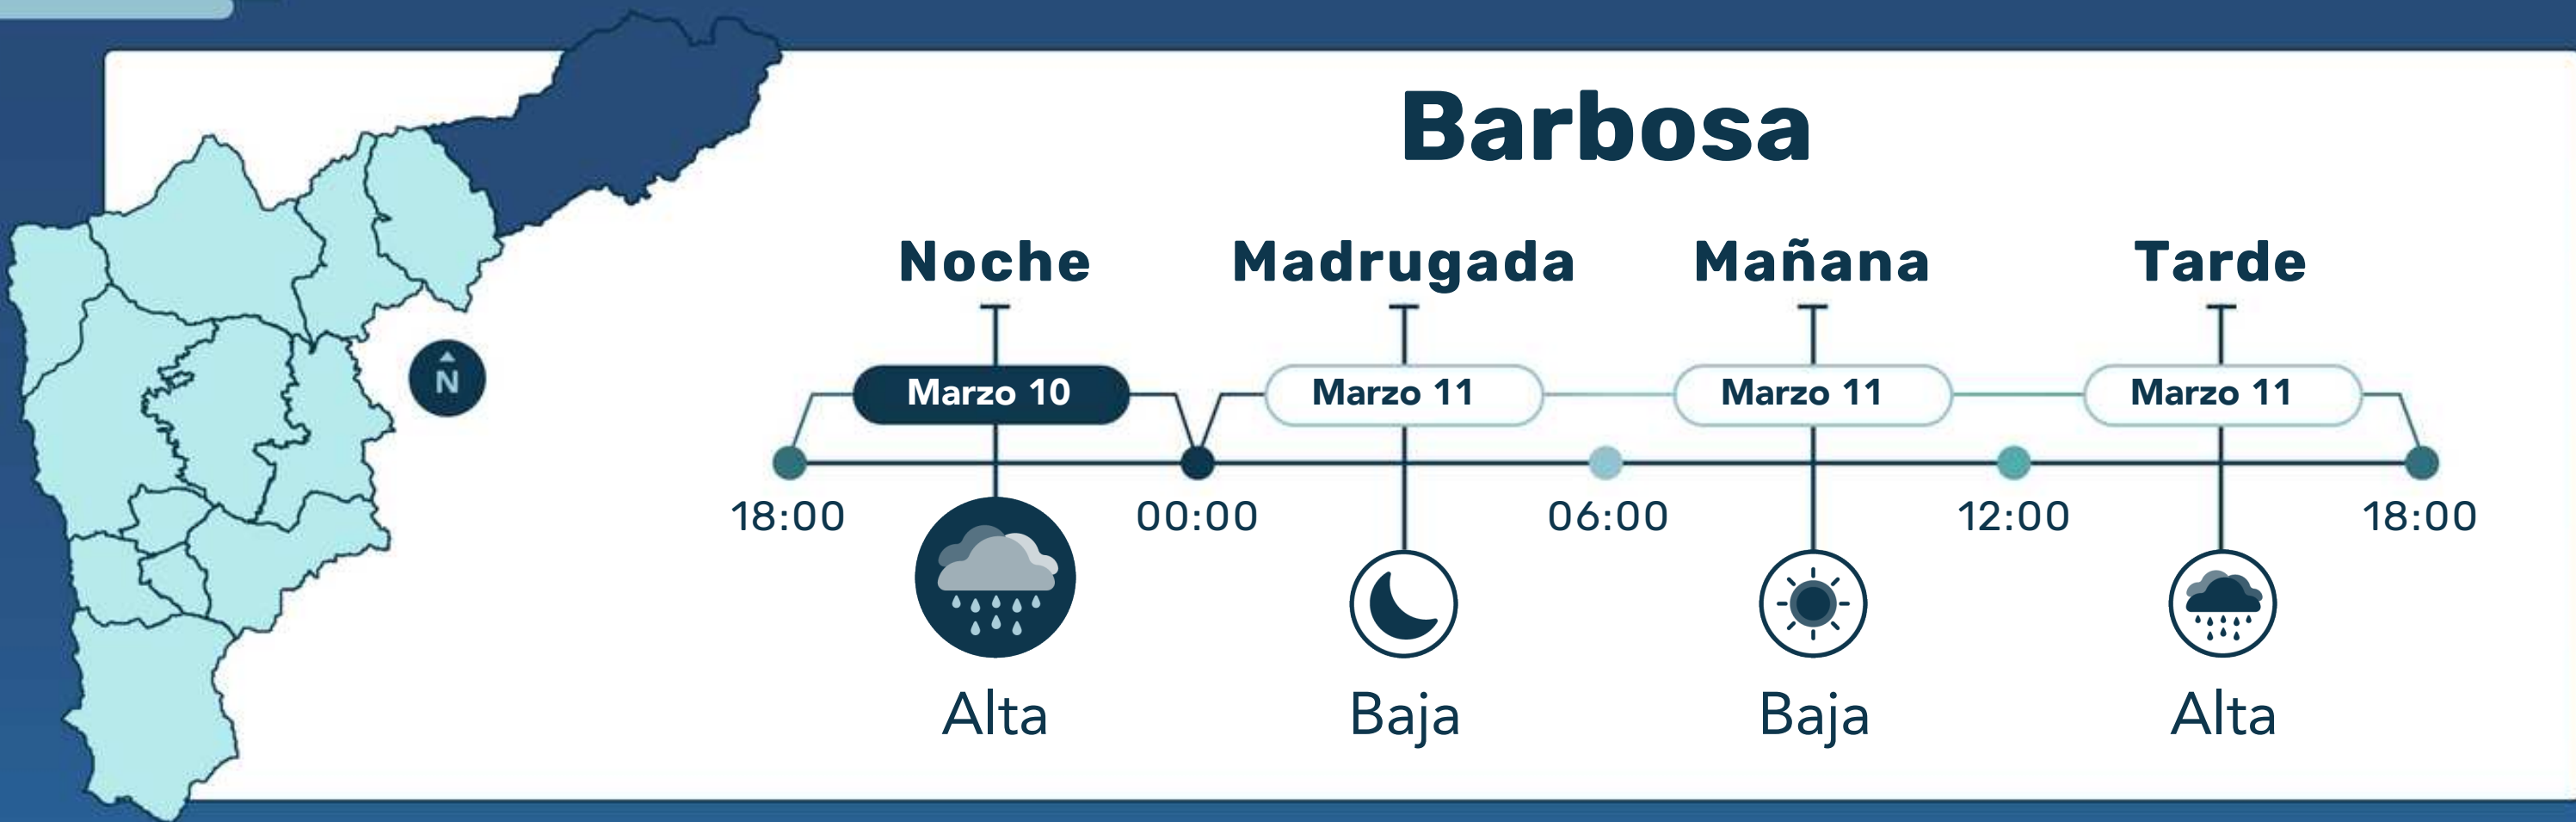 Barbosa
Noche Madrugada Mañana Tarde
N
Marzo 10 Marzo 11 Marzo 11 Marzo 11
18:00 00:00 06:00 12:00 18:00
Alta Baja Baja Alta